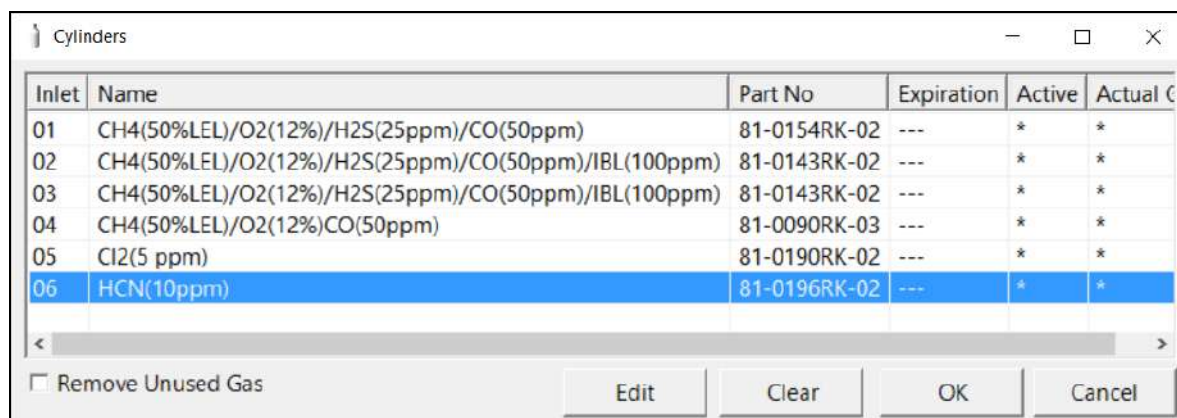 Cylinders
Inlet Name Part No Expiration Active Actual
01 CH4(50%LEL)/O2(12%)/H2S(25ppm)/CO(50ppm) 81-0154RK-02 --- * *
02 CH4(50%LEL)/O2(12%)/H2S(25ppm)/CO(50ppm)/IBL(100ppm) 81-0143RK-02 --- * *
03 CH4(50%LEL)/O2(12%)/H2S(25ppm)/CO(50ppm)/IBL(100ppm) 81-0143RK-02 --- * *
04 CH4(50%LEL)/O2(12%)CO(50ppm) 81-0090RK-03 --- * *
05 Cl2(5 ppm) 81-0190RK-02 --- * *
06 HCN(10ppm) 81-0196RK-02 --- * *
Remove Unused Gas Edit Clear OK Cancel